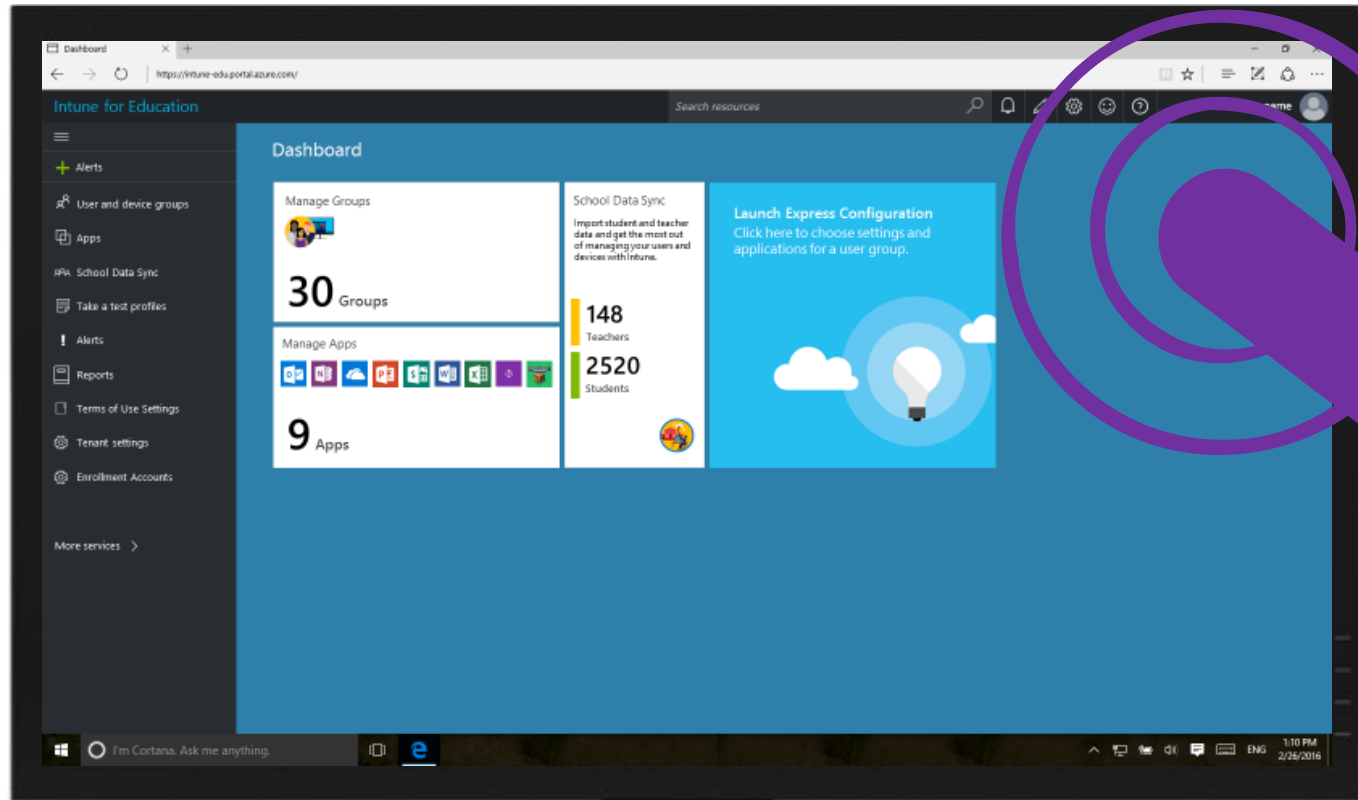 Dashboard
https://intune-edu.portal.azure.com/
Intune for Education
Search resources
Alerts
User and device groups
Apps
School Data Sync
Take a test profiles
Alerts
Reports
Terms of Use Settings
Tenant settings
Enrollment Accounts
More services
Dashboard
Manage Groups
30 Groups
Manage Apps
9 Apps
School Data Sync
Import student and teacher
data and get the most out
of managing your users and
devices with Intune.
148
Teachers
2520
Students
Launch Express Configuration
Click here to choose settings and
applications for a user group.
I'm Cortana. Ask me anything.
ENG
1:10 PM
2/26/2016